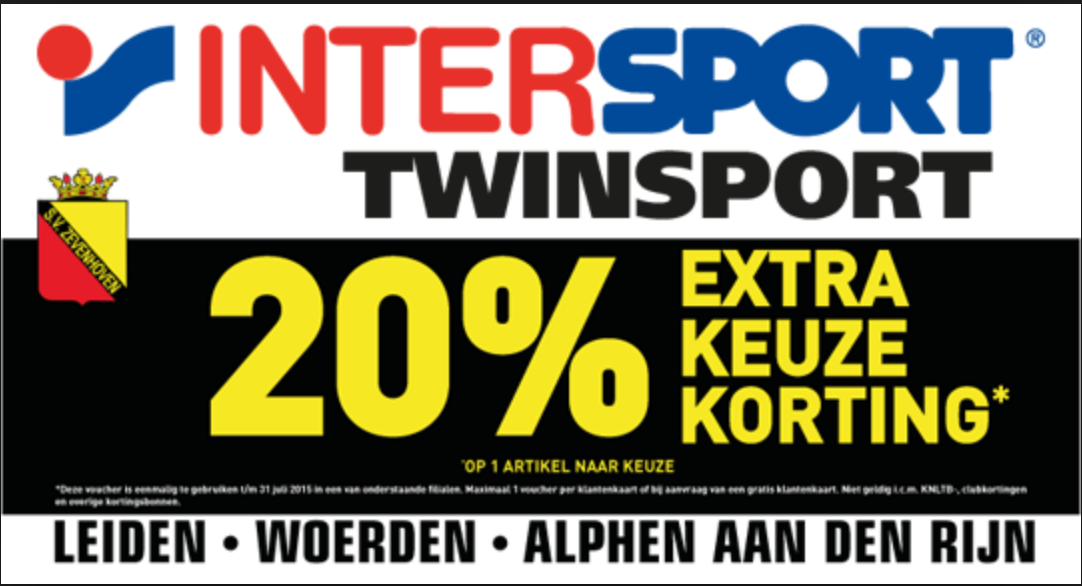 INTERSPORT®
TWINSPORT
S.V. ZEVENHOVEN
20%
EXTRA
KEUZE
KORTING*
*OP 1 ARTIKEL NAAR KEUZE
*Deze voucher is eenmalig te gebruiken t/m 31 juli 2015 in een van onderstaande filialen. Maximaal 1 voucher per klantenkaart of bij aanvraag van een gratis klantenkaart. Niet geldig i.c.m. KNLTB-, clubkortingen
en overige kortingsbonnen.
LEIDEN • WOERDEN • ALPHEN AAN DEN RIJN